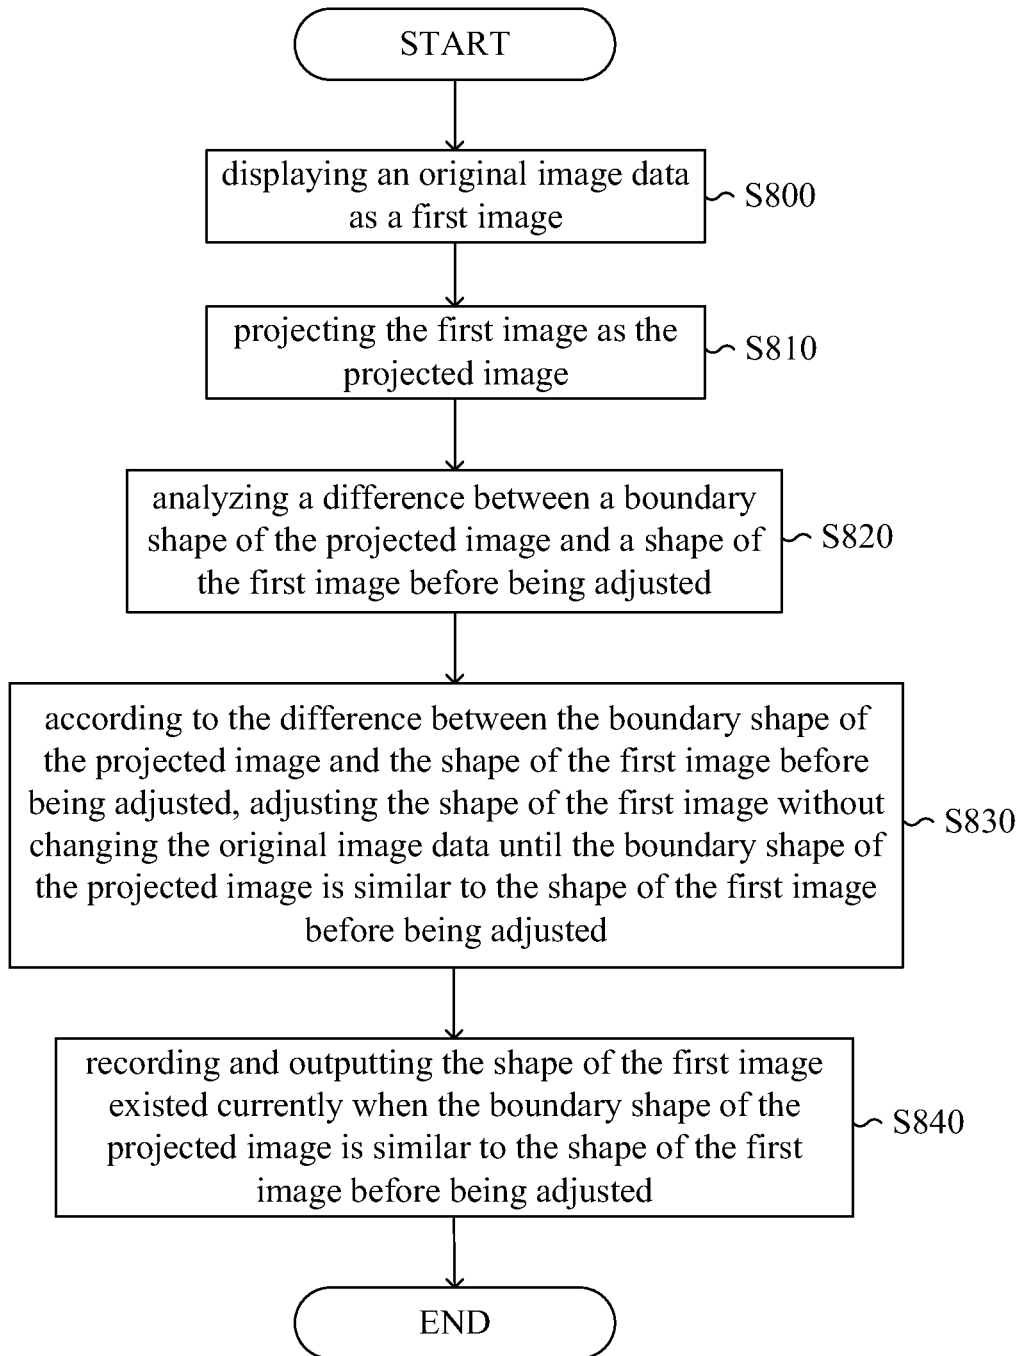 START
displaying an original image data
as a first image
S800
projecting the first image as the
projected image
S810
analyzing a difference between a boundary
shape of the projected image and a shape of
the first image before being adjusted
S820
according to the difference between the boundary shape of
the projected image and the shape of the first image before
being adjusted, adjusting the shape of the first image without
changing the original image data until the boundary shape of
the projected image is similar to the shape of the first image
before being adjusted
S830
recording and outputting the shape of the first image
existed currently when the boundary shape of the
projected image is similar to the shape of the first
image before being adjusted
S840
END